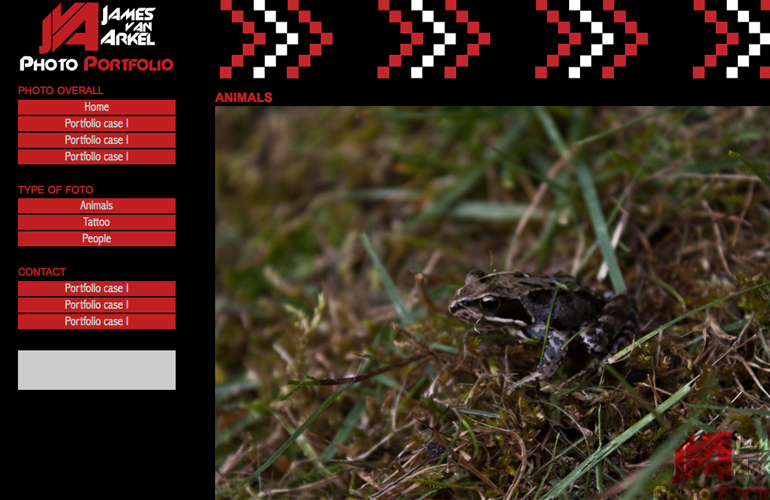 JAMES
VAN
ARKEL
PHOTO PORTFOLIO
PHOTO OVERALL
Home
Portfolio case I
Portfolio case I
Portfolio case I
TYPE OF FOTO
Animals
Tattoo
People
CONTACT
Portfolio case I
Portfolio case I
Portfolio case I
ANIMALS